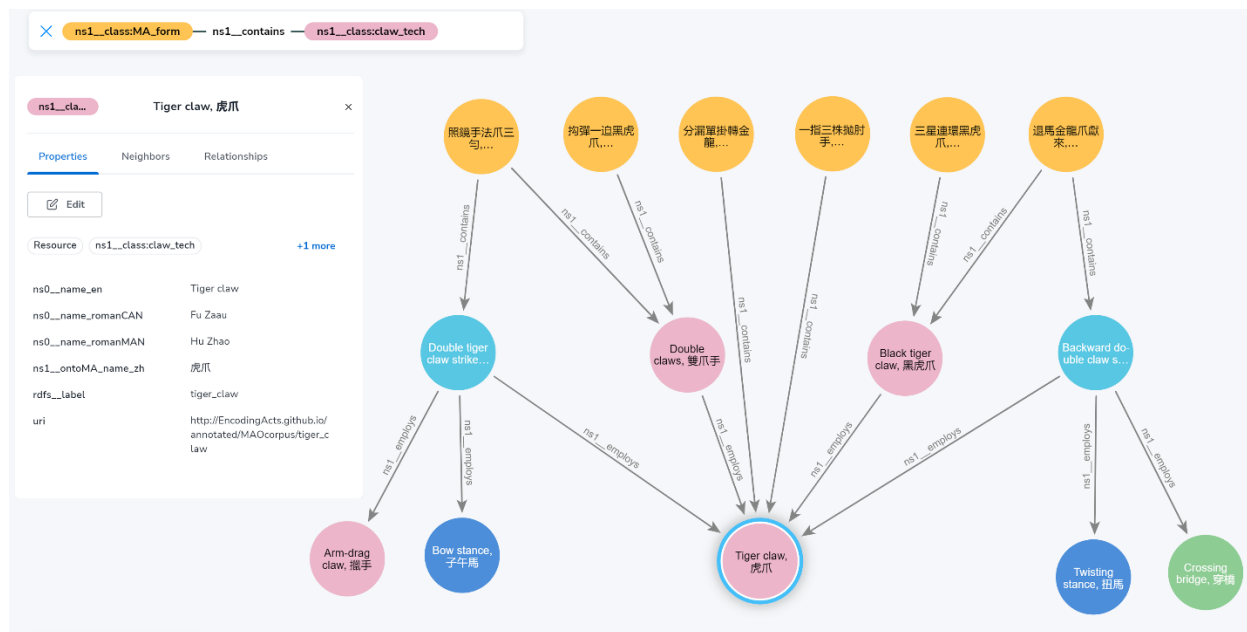 ns1__class:MA_form
ns1__contains
ns1__class:claw_tech
ns1__cla...
Tiger claw, 虎爪
×
Properties
Neighbors
Relationships
Edit
Resource
ns1__class:claw_tech
+1 more
ns0__name_en
Tiger claw
ns0__name_romanCAN
Fu Zaau
ns0__name_romanMAN
Hu Zhao
ns1__ontoMA_name_zh
虎爪
rdfs__label
tiger_claw
uri
http://EncodingActs.github.io/
annotated/MAOcorpus/tiger_c
law
照鏡手法爪三
勻,...
拘彈一迫黑虎
爪,...
分漏單掛轉金
龍,...
一指三株拋肘
手,...
三星連環黑虎
爪,...
退馬金龍爪獻
來,...
ns1__contains
ns1__contains
ns1__contains
ns1__contains
ns1__contains
ns1__contains
ns1__contains
ns1__contains
Double tiger
claw strike...
Double
claws, 雙爪手
Black tiger
claw, 黑虎爪
Backward do-
uble claw s...
ns1__employs
ns1__employs
ns1__employs
ns1__employs
ns1__employs
ns1__employs
ns1__employs
ns1__employs
Arm-drag
claw, 擸手
Bow stance,
子午馬
Tiger claw,
虎爪
Twisting
stance, 扭馬
Crossing
bridge, 穿橋